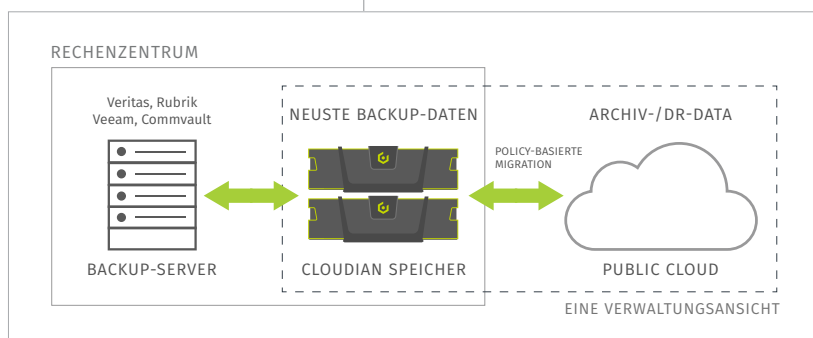 RECHENZENTRUM
Veritas, Rubrik
Veeam, Commvault
BACKUP-SERVER
NEUSTE BACKUP-DATEN
CLOUDIAN SPEICHER
POLICY-BASIERTE
MIGRATION
ARCHIV-/DR-DATA
PUBLIC CLOUD
EINE VERWALTUNGSANSICHT